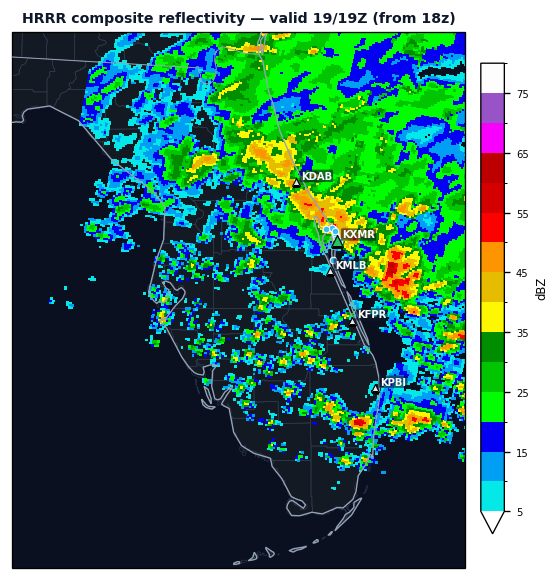 HRRR composite reflectivity — valid 19/19Z (from 18z)
75
65
55
45
35
25
15
5
dBZ
KDAB
KXMR
KMLB
KFPR
KPBI